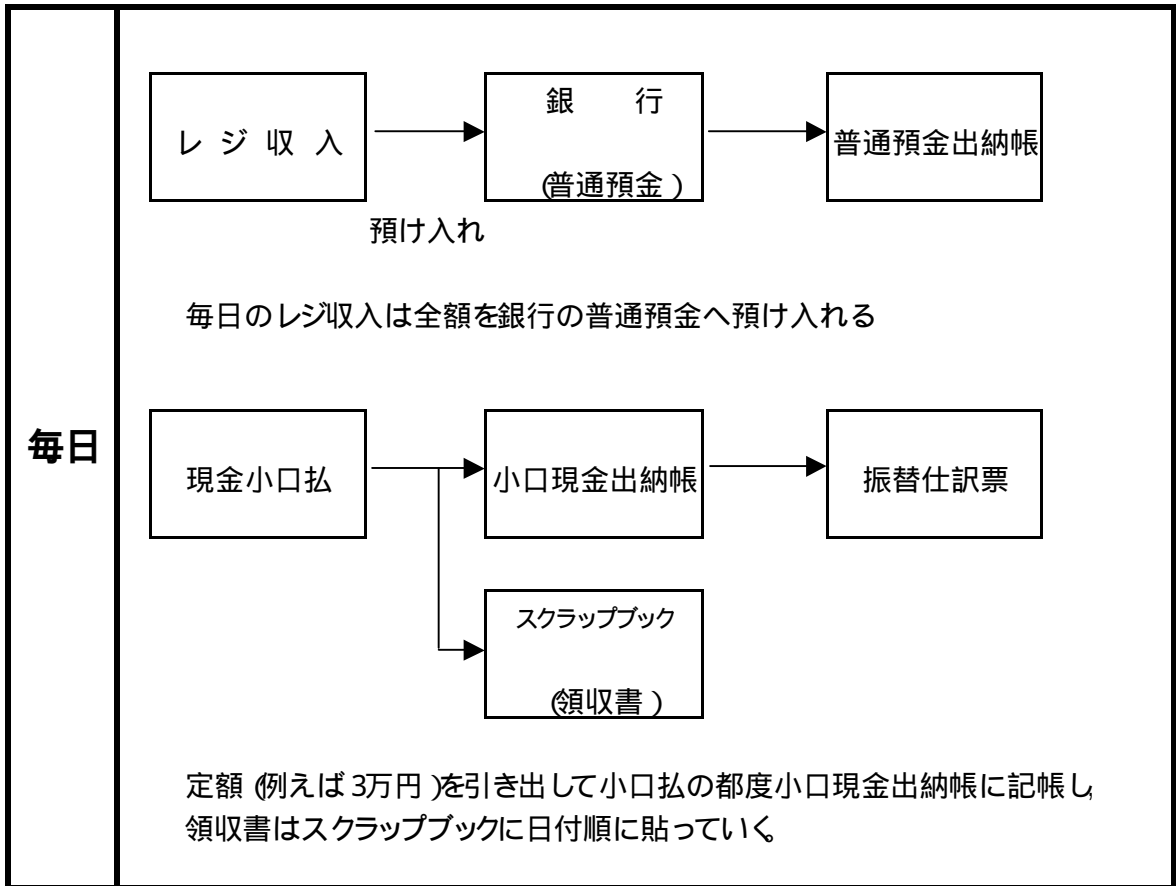 毎日
レジ収入
銀　　行
(普通預金)
普通預金出納帳
預け入れ
毎日のレジ収入は全額を銀行の普通預金へ預け入れる
現金小口払
小口現金出納帳
振替仕訳票
スクラップブック
(領収書)
定額(例えば3万円)を引き出して小口払の都度小口現金出納帳に記帳し,
領収書はスクラップブックに日付順に貼っていく。